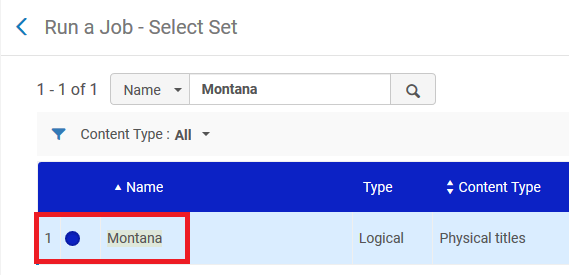 Run a Job - Select Set
1 - 1 of 1 Name Montana
Content Type : All
Name Type Content Type
1 Montana Logical Physical titles